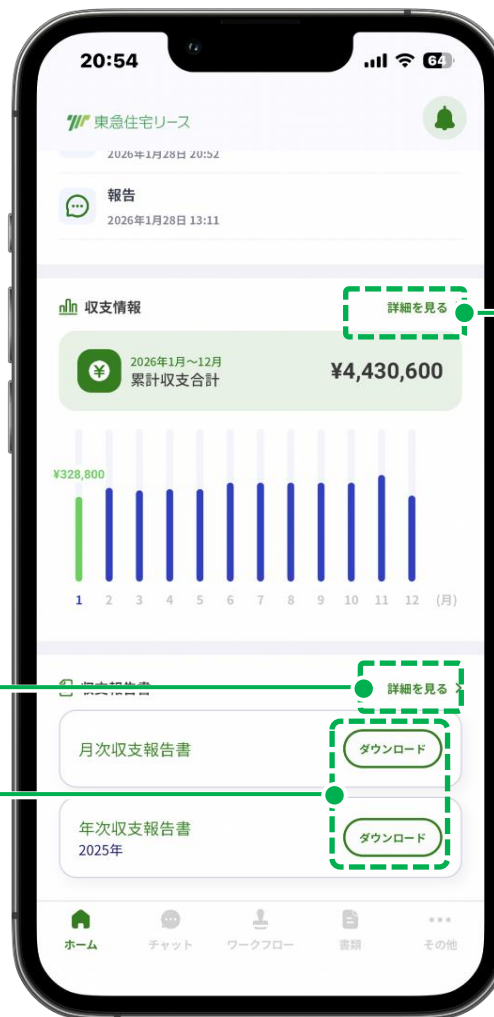 20:54
64
東急住宅リース
2026年1月28日 20:52
報告
2026年1月28日 13:11
収支情報
詳細を見る
2026年1月〜12月
累計収支合計
¥4,430,600
¥328,800
1 2 3 4 5 6 7 8 9 10 11 12 (月)
収支報告書
詳細を見る
月次収支報告書
ダウンロード
年次収支報告書
2025年
ダウンロード
ホーム
チャット
ワークフロー
書類
その他